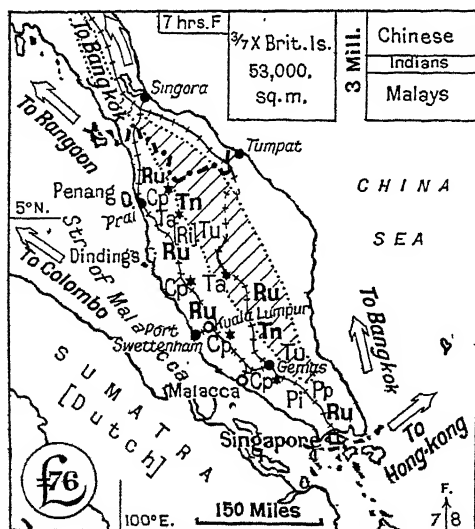 7 hrs.F
3/7 X Brit.Is.
53,000.
sq.m.
3 Mill.
Chinese
Indians
Malays
To Bangkok
Singora
To Rangoon
Tumpat
Penang
5°N.
Prai
Ru
Cp
Tn
Ta
Ril
Tu
CHINA
SEA
Dindings
Ru
Str. of Malacca
To Colombo
Cp
Ta
Ru
Ru
Kuala Lumpur
Tn
Port
Swettenham
Cp
Tu
Gemas
To Bangkok
SUMATRA
[Dutch]
Malacca
Cp
Pi
Pp
Ru
Singapore
To
Hong-kong
£76
100°E.
150 Miles
F.
7 8